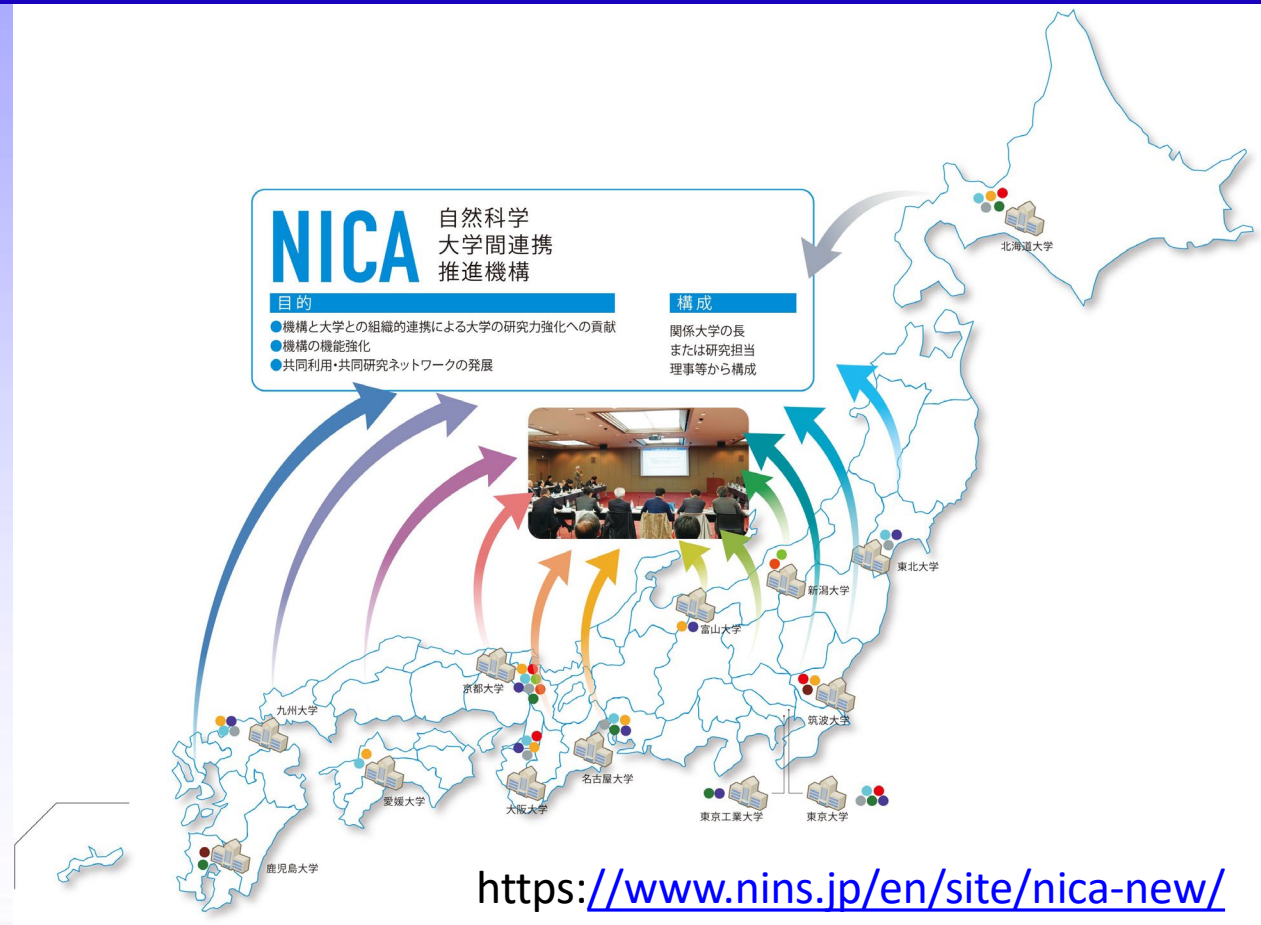 NICA
自然科学
大学間連携
推進機構
目的
●機構と大学との組織的連携による大学の研究力強化への貢献
●機構の機能強化
●共同利用・共同研究ネットワークの発展
構成
関係大学の長
または研究担当
理事等から構成
北海道大学
東北大学
新潟大学
富山大学
京都大学
筑波大学
九州大学
名古屋大学
愛媛大学
大阪大学
東京工業大学
東京大学
鹿児島大学
https://www.nins.jp/en/site/nica-new/